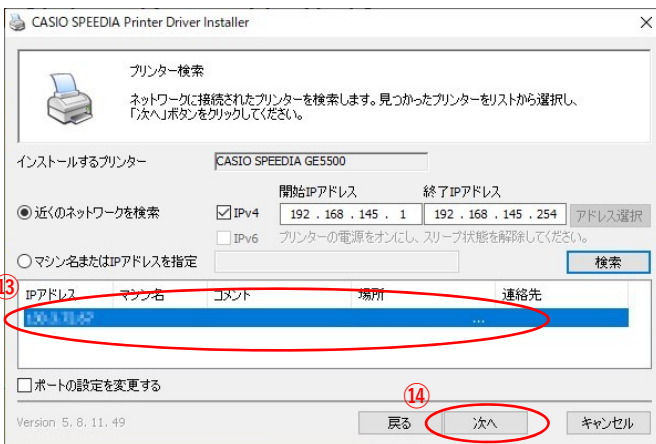 CASIO SPEEDIA Printer Driver Installer
プリンター検索
ネットワークに接続されたプリンターを検索します。見つかったプリンターをリストから選択し、
「次へ」ボタンをクリックしてください。
インストールするプリンター CASIO SPEEDIA GE5500
開始IPアドレス 終了IPアドレス
近くのネットワークを検索 IPv4 192 . 168 . 145 . 1 192 . 168 . 145 . 254 アドレス選択
IPv6 プリンターの電源をオンにし、スリープ状態を解除してください。
マシン名またはIPアドレスを指定 検索
⑬
IPアドレス マシン名 コメント 場所 連絡先
...
ポートの設定を変更する
⑭
Version 5. 8. 11. 49 戻る 次へ キャンセル